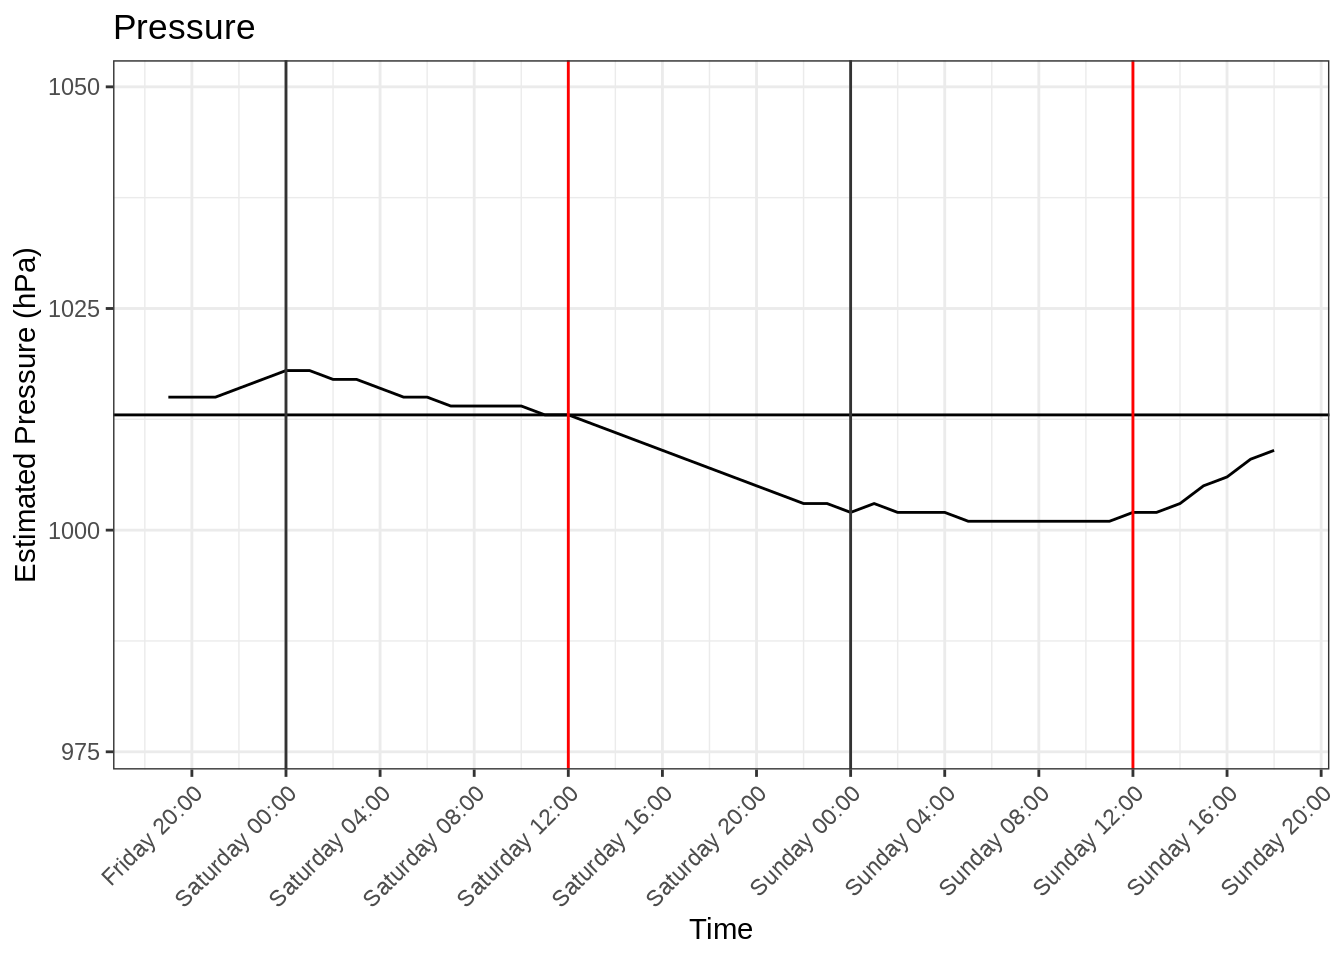 Pressure
Estimated Pressure (hPa)
1050
1025
1000
975
Friday 20:00
Saturday 00:00
Saturday 04:00
Saturday 08:00
Saturday 12:00
Saturday 16:00
Saturday 20:00
Sunday 00:00
Sunday 04:00
Sunday 08:00
Sunday 12:00
Sunday 16:00
Sunday 20:00
Time